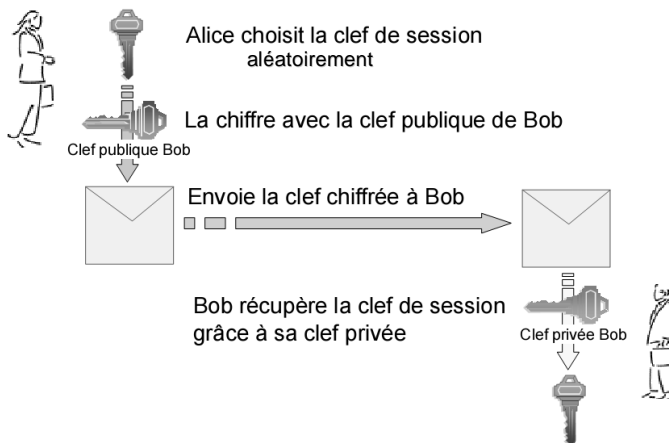 Alice choisit la clef de session
aléatoirement
La chiffre avec la clef publique de Bob
Clef publique Bob
Envoie la clef chiffrée à Bob
Bob récupère la clef de session
grâce à sa clef privée
Clef privée Bob